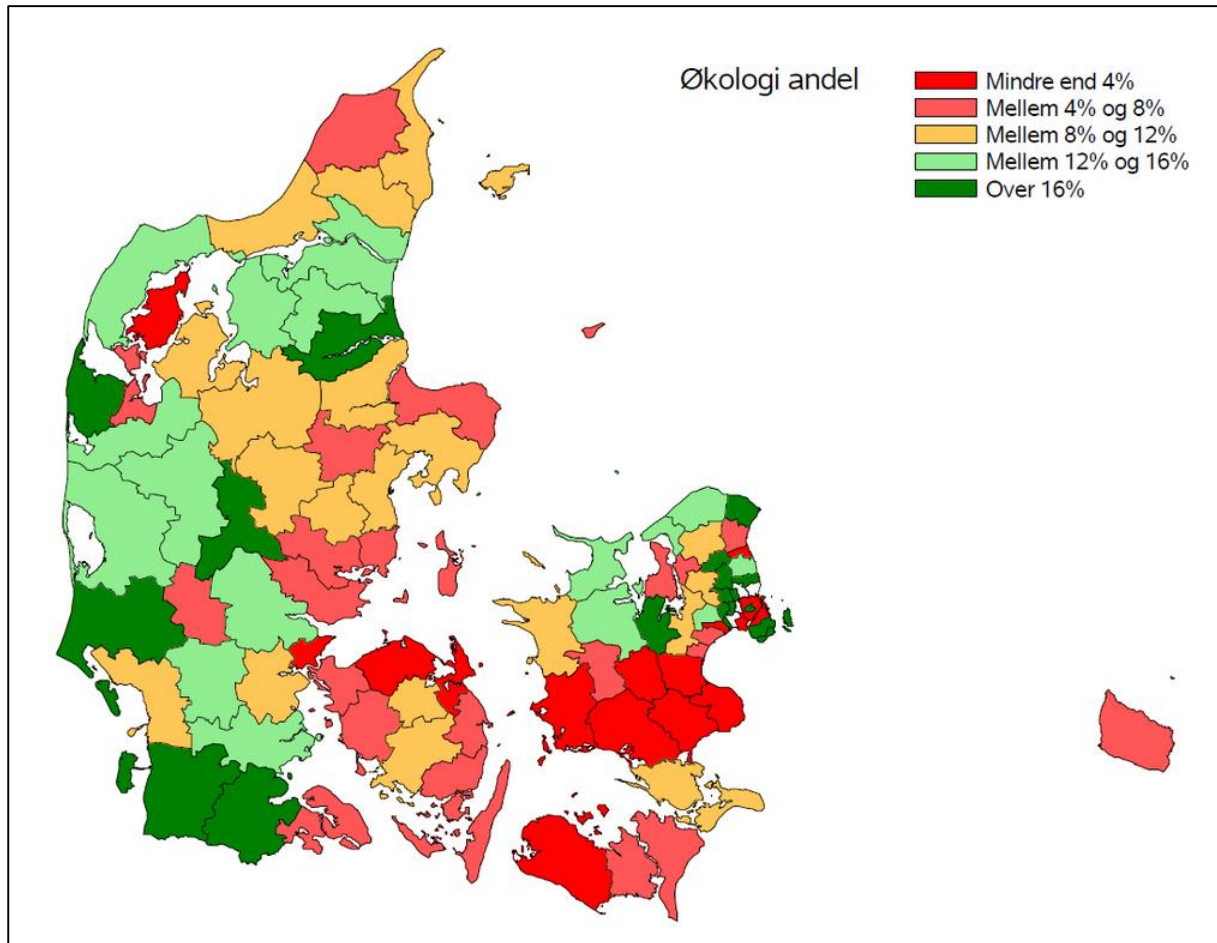 Økologi andel
Mindre end 4%
Mellem 4% og 8%
Mellem 8% og 12%
Mellem 12% og 16%
Over 16%